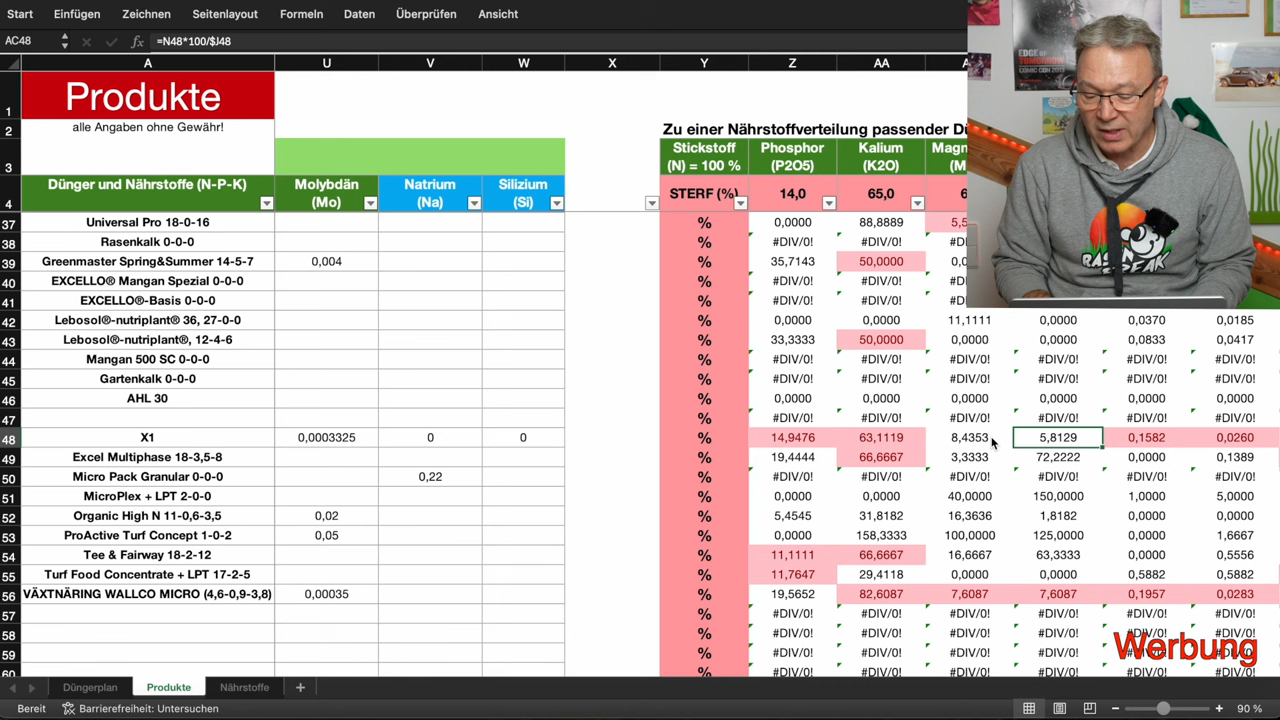 Start Einfügen Zeichnen Seitenlayout Formeln Daten Überprüfen Ansicht
AC48 fx =N48*100/$J48
A U V W X Y Z AA
1 Produkte
2 alle Angaben ohne Gewähr! Zu einer Nährstoffverteilung passender
3 Stickstoff (N) = 100 % Phosphor (P2O5) Kalium (K2O)
4 Dünger und Nährstoffe (N-P-K) Molybdän (Mo) Natrium (Na) Silizium (Si) STERF (%) 14,0 65,0 6
37 Universal Pro 18-0-16 % 0,0000 88,8889
38 Rasenkalk 0-0-0 % #DIV/0! #DIV/0!
39 Greenmaster Spring&Summer 14-5-7 0,004 % 35,7143 50,0000
40 EXCELLO® Mangan Spezial 0-0-0 % #DIV/0! #DIV/0!
41 EXCELLO®-Basis 0-0-0 % #DIV/0! #DIV/0!
42 Lebosol®-nutriplant® 36, 27-0-0 % 0,0000 0,0000 11,1111 0,0000 0,0370 0,0185
43 Lebosol®-nutriplant®, 12-4-6 % 33,3333 50,0000 0,0000 0,0000 0,0833 0,0417
44 Mangan 500 SC 0-0-0 % #DIV/0! #DIV/0! #DIV/0! #DIV/0! #DIV/0! #DIV/0!
45 Gartenkalk 0-0-0 % #DIV/0! #DIV/0! #DIV/0! #DIV/0! #DIV/0! #DIV/0!
46 AHL 30 % 0,0000 0,0000 0,0000 0,0000 0,0000 0,0000
47 % #DIV/0! #DIV/0! #DIV/0! #DIV/0! #DIV/0! #DIV/0!
48 X1 0,0003325 0 0 % 14,9476 63,1119 8,4353 5,8129 0,1582 0,0260
49 Excel Multiphase 18-3,5-8 % 19,4444 66,6667 3,3333 72,2222 0,0000 0,1389
50 Micro Pack Granular 0-0-0 0,22 % #DIV/0! #DIV/0! #DIV/0! #DIV/0! #DIV/0! #DIV/0!
51 MicroPlex + LPT 2-0-0 % 0,0000 0,0000 40,0000 150,0000 1,0000 5,0000
52 Organic High N 11-0,6-3,5 0,02 % 5,4545 31,8182 16,3636 1,8182 0,0000 0,0000
53 ProActive Turf Concept 1-0-2 0,05 % 0,0000 158,3333 100,0000 125,0000 0,0000 1,6667
54 Tee & Fairway 18-2-12 % 11,1111 66,6667 16,6667 63,3333 0,0000 0,5556
55 Turf Food Concentrate + LPT 17-2-5 % 11,7647 29,4118 0,0000 0,0000 0,5882 0,5882
56 VÄXTNÄRING WALLCO MICRO (4,6-0,9-3,8) 0,00035 % 19,5652 82,6087 7,6087 7,6087 0,1957 0,0283
57 % #DIV/0! #DIV/0! #DIV/0! #DIV/0! #DIV/0! #DIV/0!
58 % #DIV/0! #DIV/0! #DIV/0! #DIV/0!
59 % #DIV/0! #DIV/0! #DIV/0! #DIV/0!
60 % #DIV/0! #DIV/0! #DIV/0! #DIV/0! #DIV/0! #DIV/0!
Werbung
Düngerplan Produkte Nährstoffe +
Bereit Barrierefreiheit: Untersuchen 90 %
EDGE OF
TOMORROW
COMIC CON 2013
RASEN
FREAK